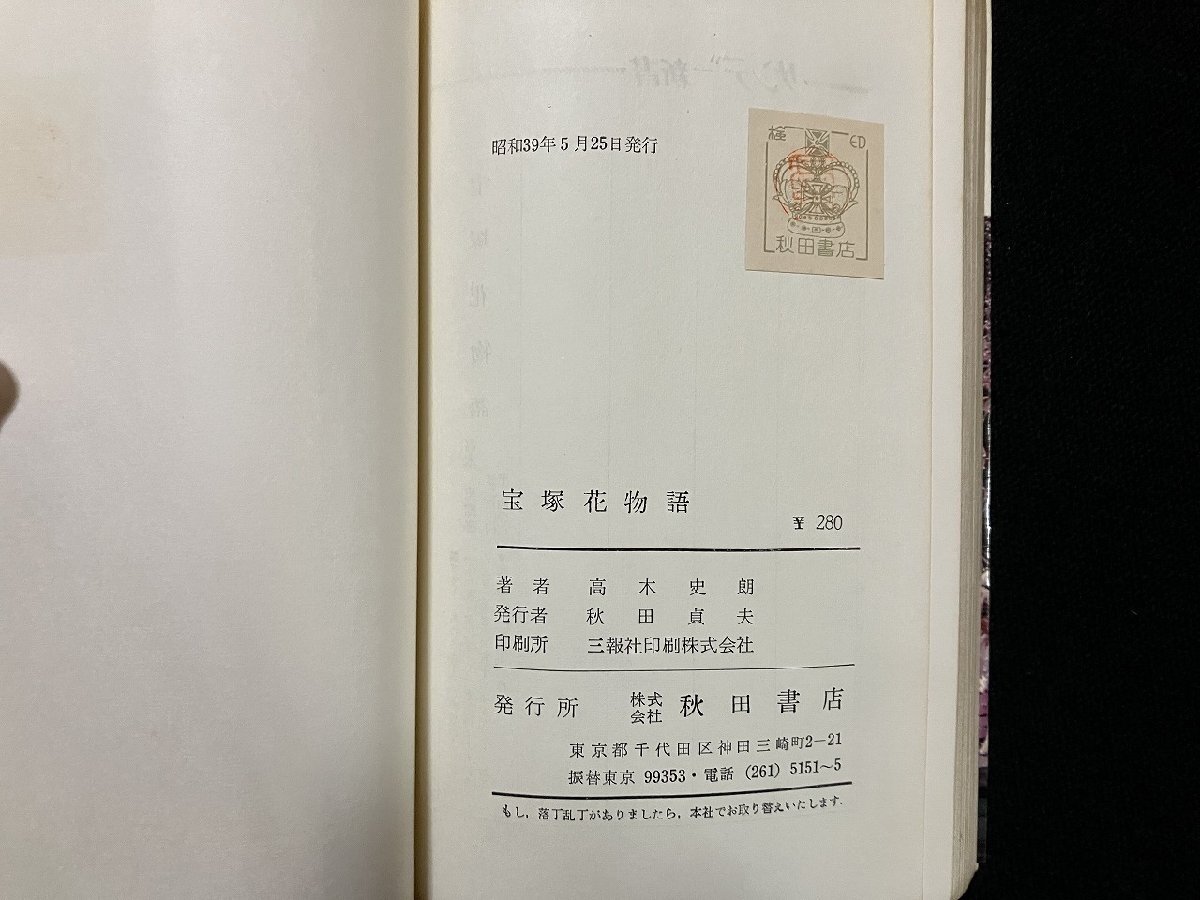 昭和39年5月25日発行
検印
秋田書店
宝塚花物語
¥ 280
著者 高木史朗
発行者 秋田貞夫
印刷所 三報社印刷株式会社
発行所 株式会社 秋田書店
東京都千代田区神田三崎町2-21
振替東京 99353・電話 (261) 5151〜5
もし、落丁乱丁がありましたら、本社でお取り替えいたします.